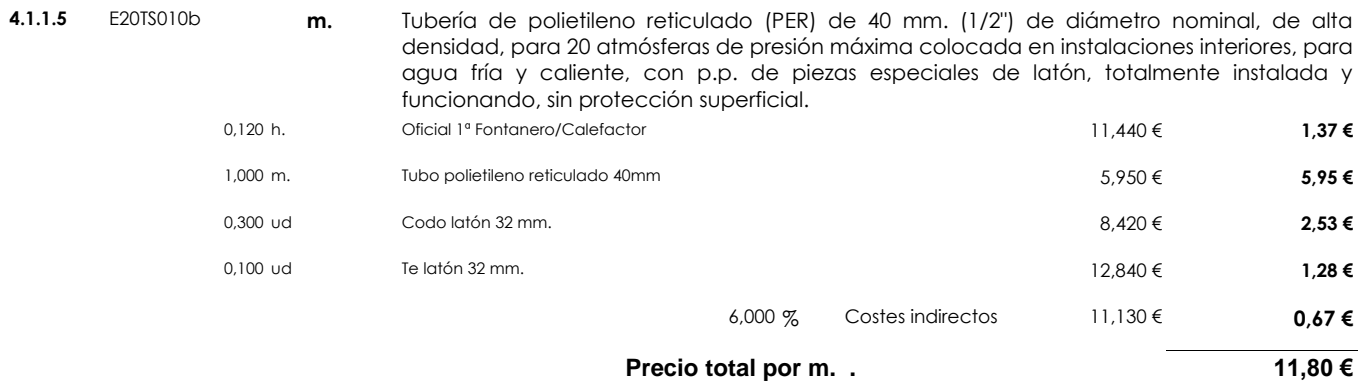 4.1.1.5 E20TS010b m. Tubería de polietileno reticulado (PER) de 40 mm. (1/2") de diámetro nominal, de alta
densidad, para 20 atmósferas de presión máxima colocada en instalaciones interiores, para
agua fría y caliente, con p.p. de piezas especiales de latón, totalmente instalada y
funcionando, sin protección superficial.
0,120 h. Oficial 1ª Fontanero/Calefactor 11,440 € 1,37 €
1,000 m. Tubo polietileno reticulado 40mm 5,950 € 5,95 €
0,300 ud Codo latón 32 mm. 8,420 € 2,53 €
0,100 ud Te latón 32 mm. 12,840 € 1,28 €
6,000 % Costes indirectos 11,130 € 0,67 €
Precio total por m. . 11,80 €